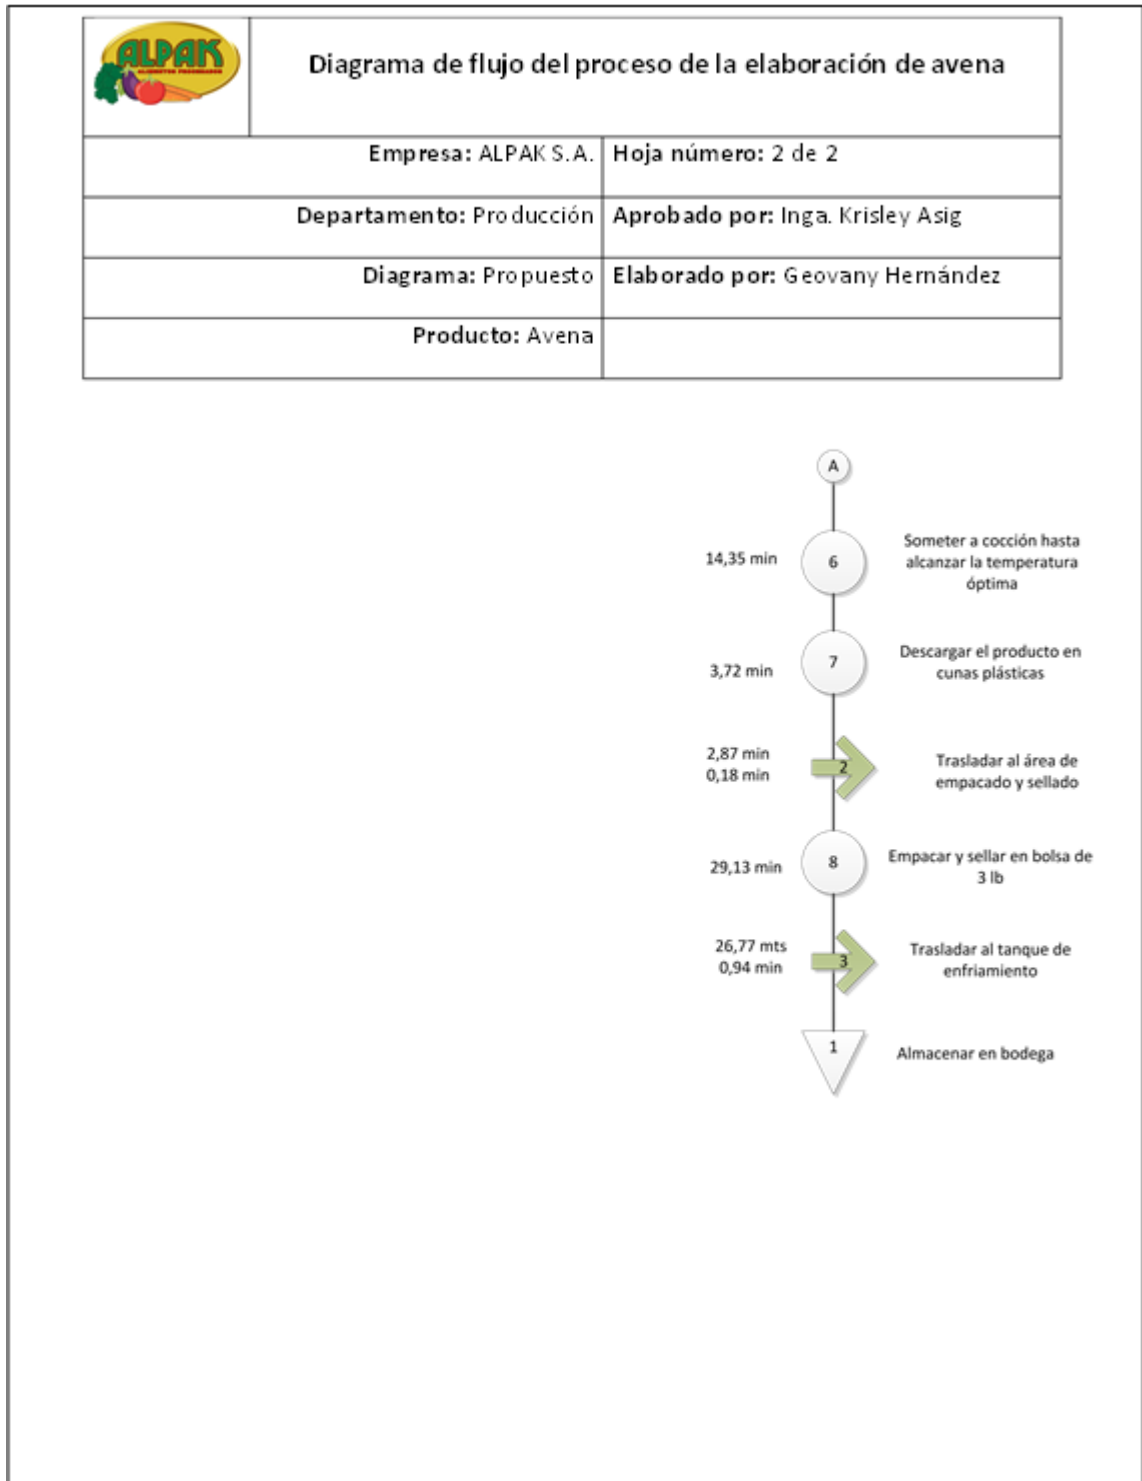 ALPAK
ALIMENTOS PROCESADOS
Diagrama de flujo del proceso de la elaboración de avena
Empresa: ALPAK S.A.
Hoja número: 2 de 2
Departamento: Producción
Aprobado por: Inga. Krisley Asig
Diagrama: Propuesto
Elaborado por: Geovany Hernández
Producto: Avena
A
14,35 min
6
Someter a cocción hasta
alcanzar la temperatura
óptima
3,72 min
7
Descargar el producto en
cunas plásticas
2,87 min
0,18 min
2
Trasladar al área de
empacado y sellado
29,13 min
8
Empacar y sellar en bolsa de
3 lb
26,77 mts
0,94 min
3
Trasladar al tanque de
enfriamiento
1
Almacenar en bodega